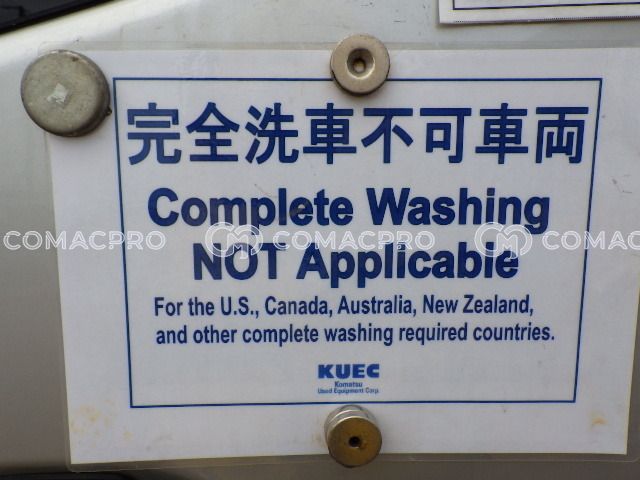 完全洗車不可車両
Complete Washing
COMACPRO COMACPRO COMACPRO
NOT Applicable
For the U.S., Canada, Australia, New Zealand,
and other complete washing required countries.
KUEC
Komatsu
Used Equipment Corp.